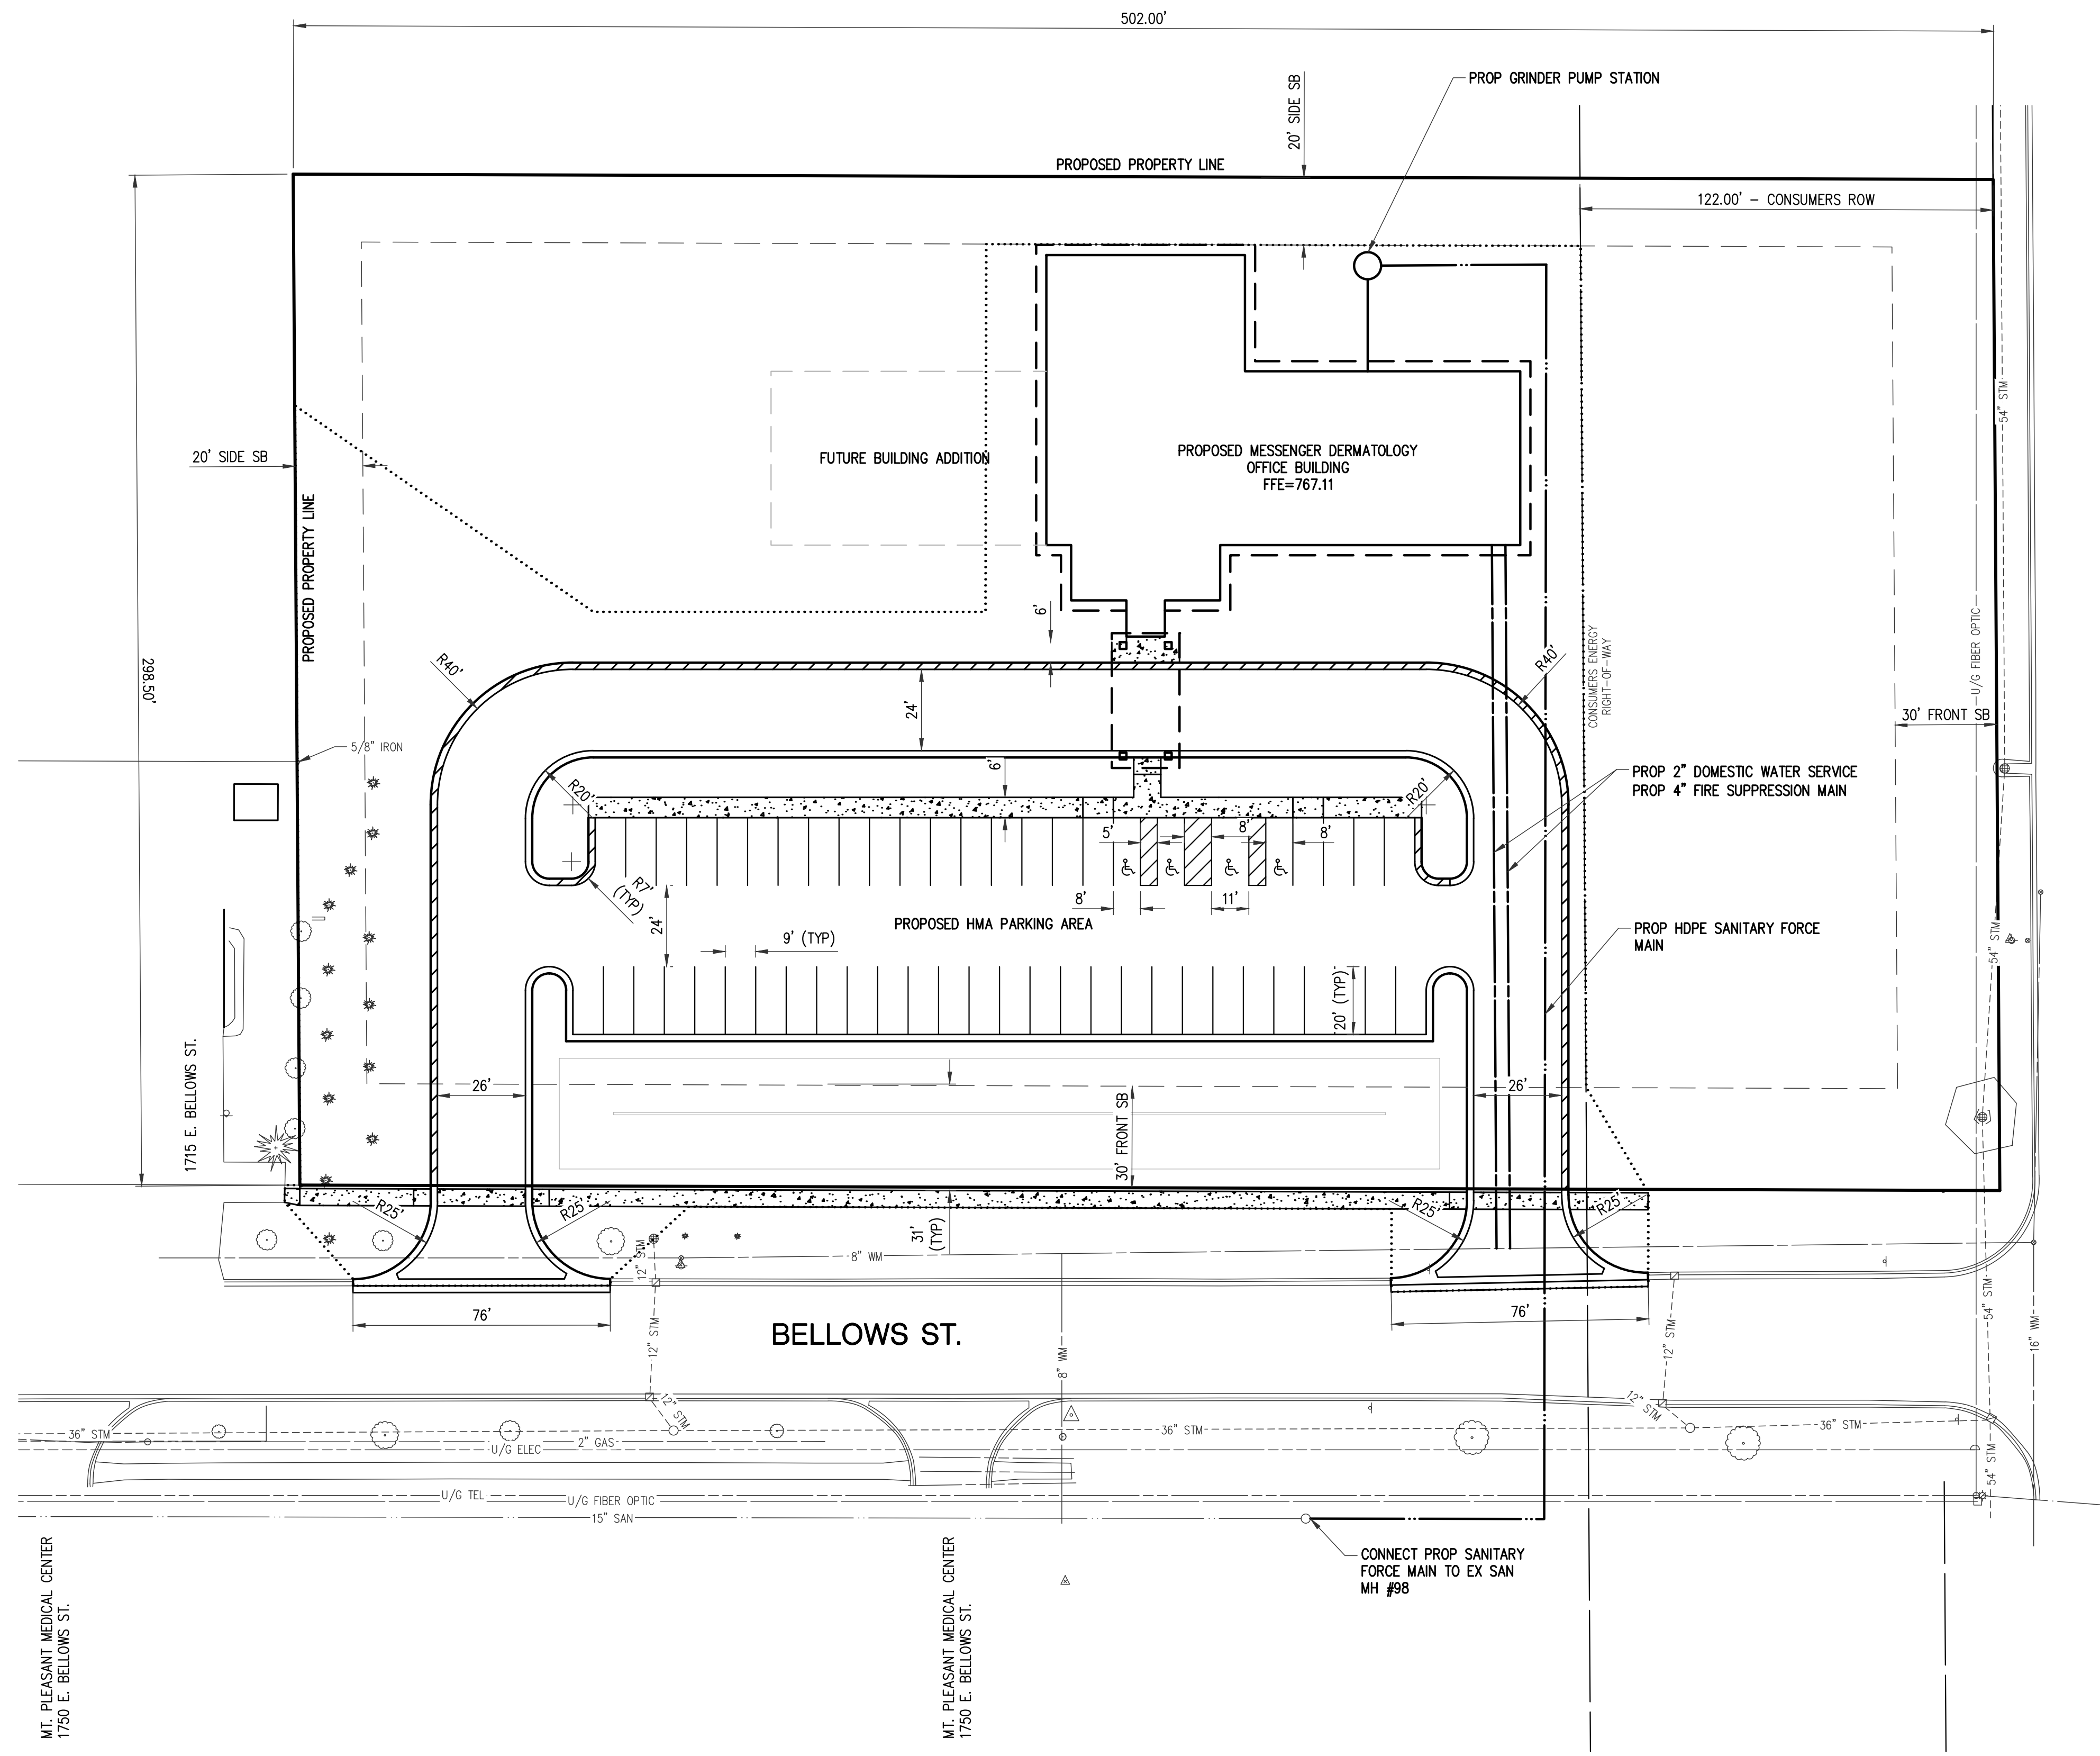 502.00'
PROP GRINDER PUMP STATION
20' SIDE SB
PROPOSED PROPERTY LINE
122.00' - CONSUMERS ROW
54" STM
20' SIDE SB
FUTURE BUILDING ADDITION
PROPOSED MESSENGER DERMATOLOGY
OFFICE BUILDING
FFE=767.11
PROPOSED PROPERTY LINE
298.50'
6'
R40'
R40'
CONSUMERS ENERGY
RIGHT-OF-WAY
U/G FIBER OPTIC
30' FRONT SB
24'
5/8" IRON
6'
R20'
R20'
PROP 2" DOMESTIC WATER SERVICE
PROP 4" FIRE SUPPRESSION MAIN
5'
8'
8'
R7'
(TYP)
8'
11'
24'
PROPOSED HMA PARKING AREA
9' (TYP)
PROP HDPE SANITARY FORCE
MAIN
54" STM
20' (TYP)
1715 E. BELLOWS ST.
26'
26'
30' FRONT SB
R25'
R25'
R25'
R25'
31'
(TYP)
12" STM
8" WM
76'
76'
BELLOWS ST.
12" STM
8" WM
12" STM
54" STM
16" WM
12" STM
12" STM
36" STM
36" STM
36" STM
2" GAS
U/G ELEC
54" STM
U/G TEL
U/G FIBER OPTIC
15" SAN
CONNECT PROP SANITARY
FORCE MAIN TO EX SAN
MH #98
MT. PLEASANT MEDICAL CENTER
1750 E. BELLOWS ST.
MT. PLEASANT MEDICAL CENTER
1750 E. BELLOWS ST.